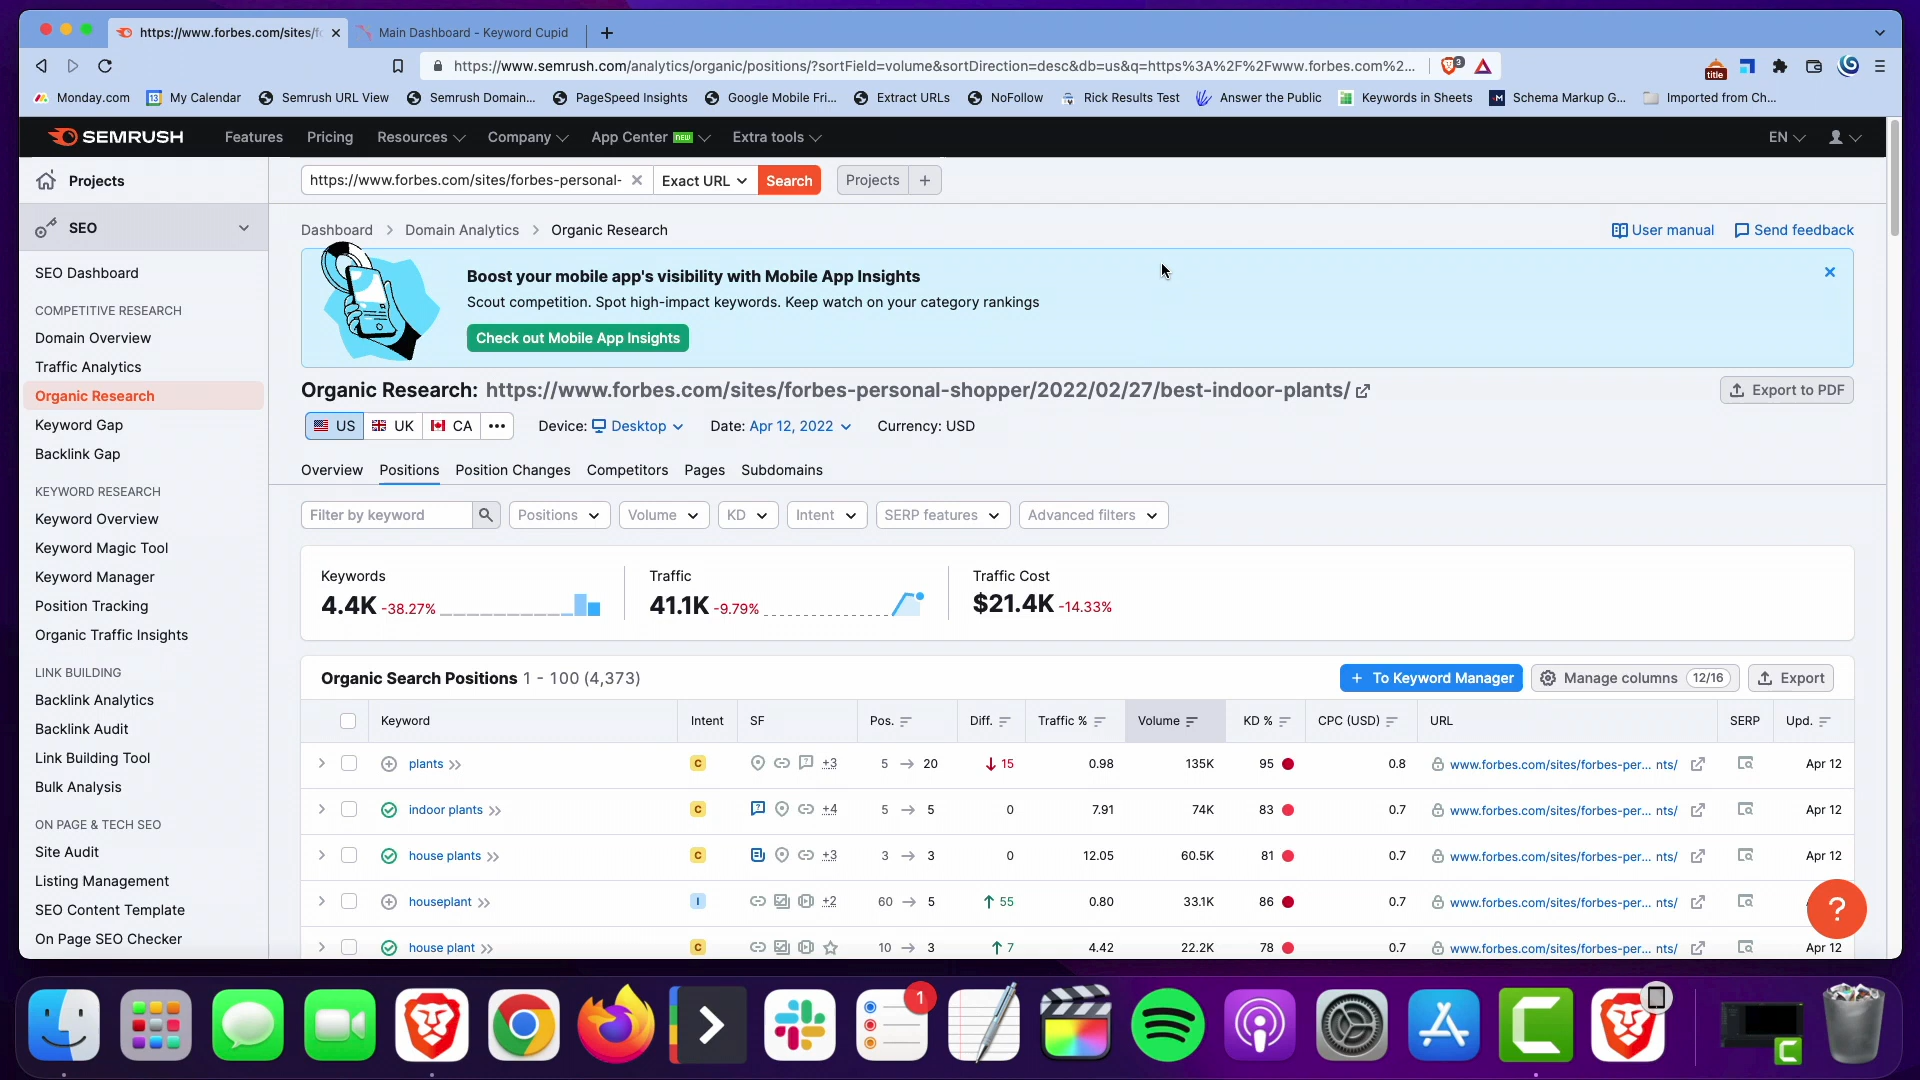 https://www.forbes.com/sites/f
Main Dashboard - Keyword Cupid
https://www.semrush.com/analytics/organic/positions/?sortField=volume&sortDirection=desc&db=us&q=https%3A%2F%2Fwww.forbes.com%2...
3
title
Monday.com
My Calendar
Semrush URL View
Semrush Domain...
PageSpeed Insights
Google Mobile Fri...
Extract URLs
NoFollow
Rick Results Test
Answer the Public
Keywords in Sheets
Schema Markup G...
Imported from Ch...
SEMRUSH
Features
Pricing
Resources
Company
App Center NEW
Extra tools
EN
Projects
https://www.forbes.com/sites/forbes-personal-
Exact URL
Search
Projects +
SEO
Dashboard > Domain Analytics > Organic Research
User manual
Send feedback
SEO Dashboard
COMPETITIVE RESEARCH
Domain Overview
Traffic Analytics
Organic Research
Keyword Gap
Backlink Gap
KEYWORD RESEARCH
Keyword Overview
Keyword Magic Tool
Keyword Manager
Position Tracking
Organic Traffic Insights
LINK BUILDING
Backlink Analytics
Backlink Audit
Link Building Tool
Bulk Analysis
ON PAGE & TECH SEO
Site Audit
Listing Management
SEO Content Template
On Page SEO Checker
Boost your mobile app's visibility with Mobile App Insights
Scout competition. Spot high-impact keywords. Keep watch on your category rankings
Check out Mobile App Insights
Organic Research: https://www.forbes.com/sites/forbes-personal-shopper/2022/02/27/best-indoor-plants/
Export to PDF
US UK CA ••• Device: Desktop Date: Apr 12, 2022 Currency: USD
Overview Positions Position Changes Competitors Pages Subdomains
Filter by keyword Positions Volume KD Intent SERP features Advanced filters
Keywords
4.4K -38.27%
Traffic
41.1K -9.79%
Traffic Cost
$21.4K -14.33%
Organic Search Positions 1 - 100 (4,373)
+ To Keyword Manager
Manage columns 12/16
Export
Keyword Intent SF Pos. Diff. Traffic % Volume KD % CPC (USD) URL SERP Upd.
plants C +3 5 → 20 ↓ 15 0.98 135K 95 0.8 www.forbes.com/sites/forbes-per... nts/ Apr 12
indoor plants C +4 5 → 5 0 7.91 74K 83 0.7 www.forbes.com/sites/forbes-per... nts/ Apr 12
house plants C +3 3 → 3 0 12.05 60.5K 81 0.7 www.forbes.com/sites/forbes-per... nts/ Apr 12
houseplant I +2 60 → 5 ↑ 55 0.80 33.1K 86 0.7 www.forbes.com/sites/forbes-per... nts/
house plant C 10 → 3 ↑ 7 4.42 22.2K 78 0.7 www.forbes.com/sites/forbes-per... nts/ Apr 12
?
1